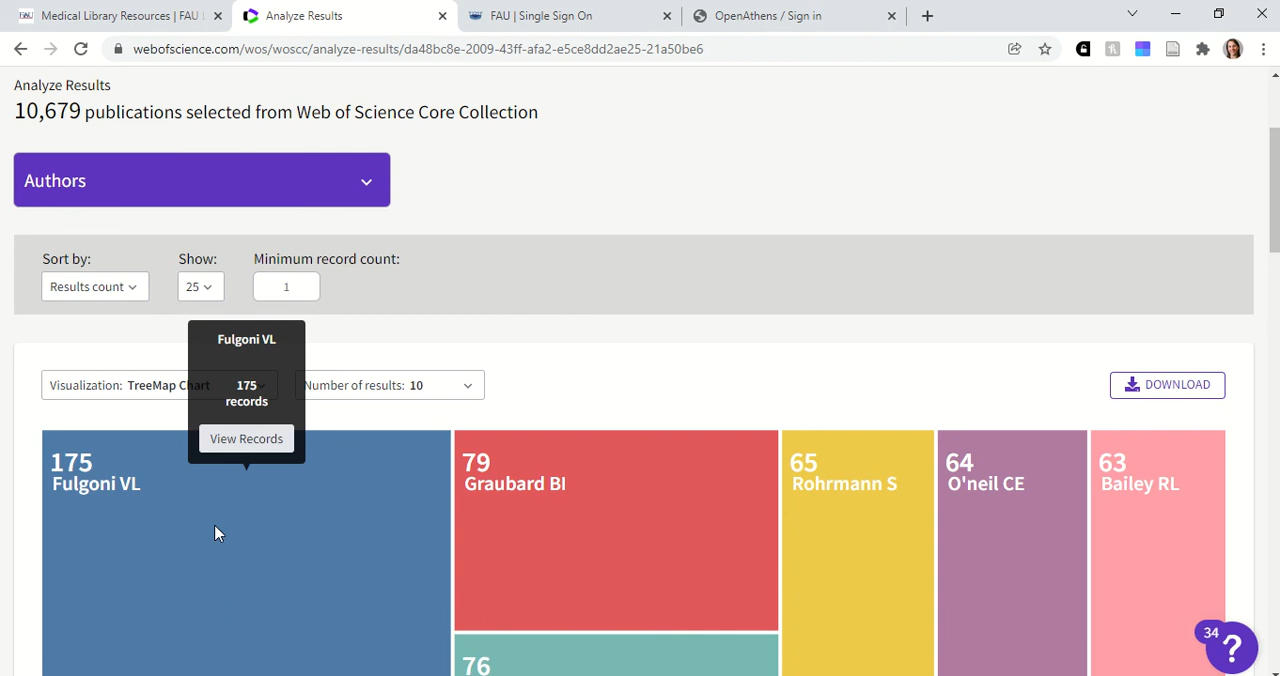 FAU Medical Library Resources | FAU
Analyze Results
FAU | Single Sign On
OpenAthens / Sign in
webofscience.com/wos/woscc/analyze-results/da48bc8e-2009-43ff-afa2-e5ce8dd2ae25-21a50be6
Analyze Results
10,679 publications selected from Web of Science Core Collection
Authors
Sort by: Show: Minimum record count:
Results count 25 1
Fulgoni VL
175
records
View Records
Visualization: TreeMap Chart
Number of results: 10
DOWNLOAD
175
Fulgoni VL
79
Graubard BI
65
Rohrmann S
64
O'neil CE
63
Bailey RL
76
34
?